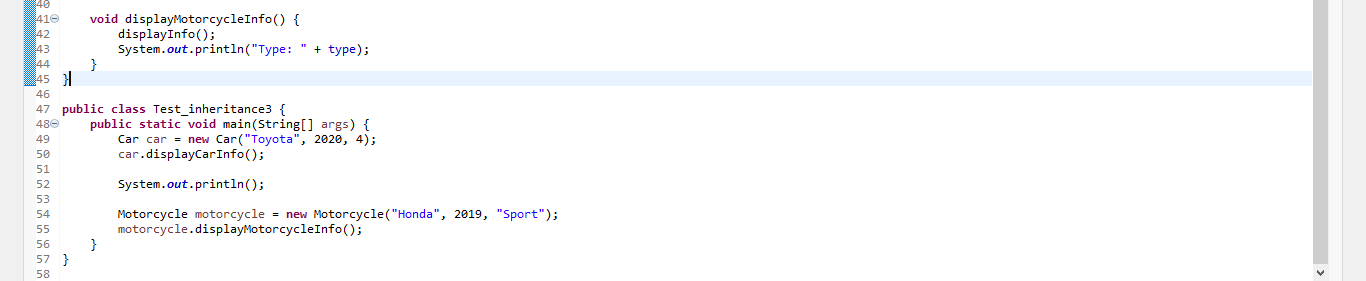 40
41 void displayMotorcycleInfo() {
42 displayInfo();
43 System.out.println("Type: " + type);
44 }
45 }
46
47 public class Test_inheritance3 {
48 public static void main(String[] args) {
49 Car car = new Car("Toyota", 2020, 4);
50 car.displayCarInfo();
51
52 System.out.println();
53
54 Motorcycle motorcycle = new Motorcycle("Honda", 2019, "Sport");
55 motorcycle.displayMotorcycleInfo();
56 }
57 }
58